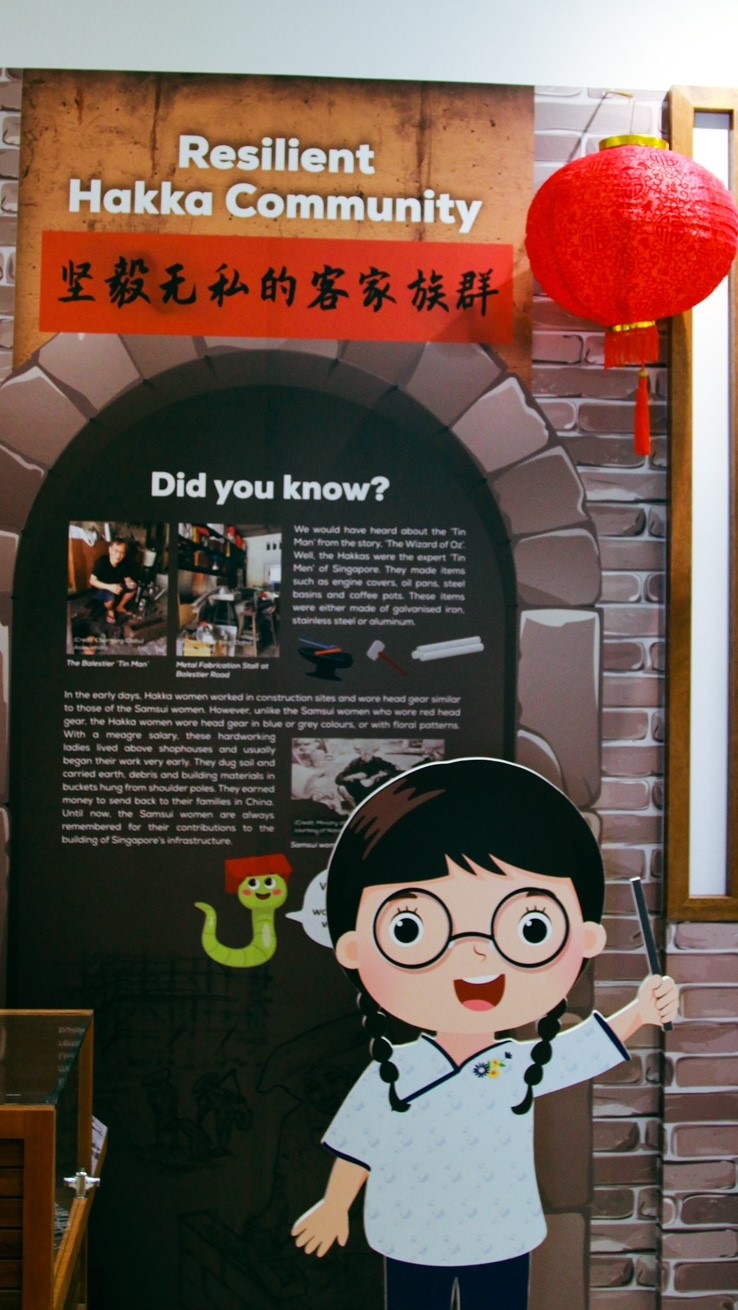 Resilient
Hakka Community
坚毅无私的客家族群
Did you know?
We would have heard about the 'Tin
Man' from the story, 'The Wizard of Oz'.
Well, the Hakkas were the expert 'Tin
Men' of Singapore. They made items
such as engine covers, oil pans, steel
basins and coffee pots. These items
were either made of galvanised iron,
stainless steel or aluminum.
The Balestier 'Tin Man'
Metal Fabrication Stall at
Balestier Road
In the early days, Hakka women worked in construction sites and wore head gear similar
to those of the Samsui women. However, unlike the Samsui women who wore red head
gear, the Hakka women wore head gear in blue or grey colours, or with floral patterns.
With a meagre salary, these hardworking
ladies lived above shophouses and usually
began their work very early. They dug soil and
carried earth, debris and building materials in
buckets hung from shoulder poles. They earned
money to send back to their families in China.
Until now, the Samsui women are always
remembered for their contributions to the
building of Singapore's infrastructure.
(Credit: Ministry
courtesy of
Samsui